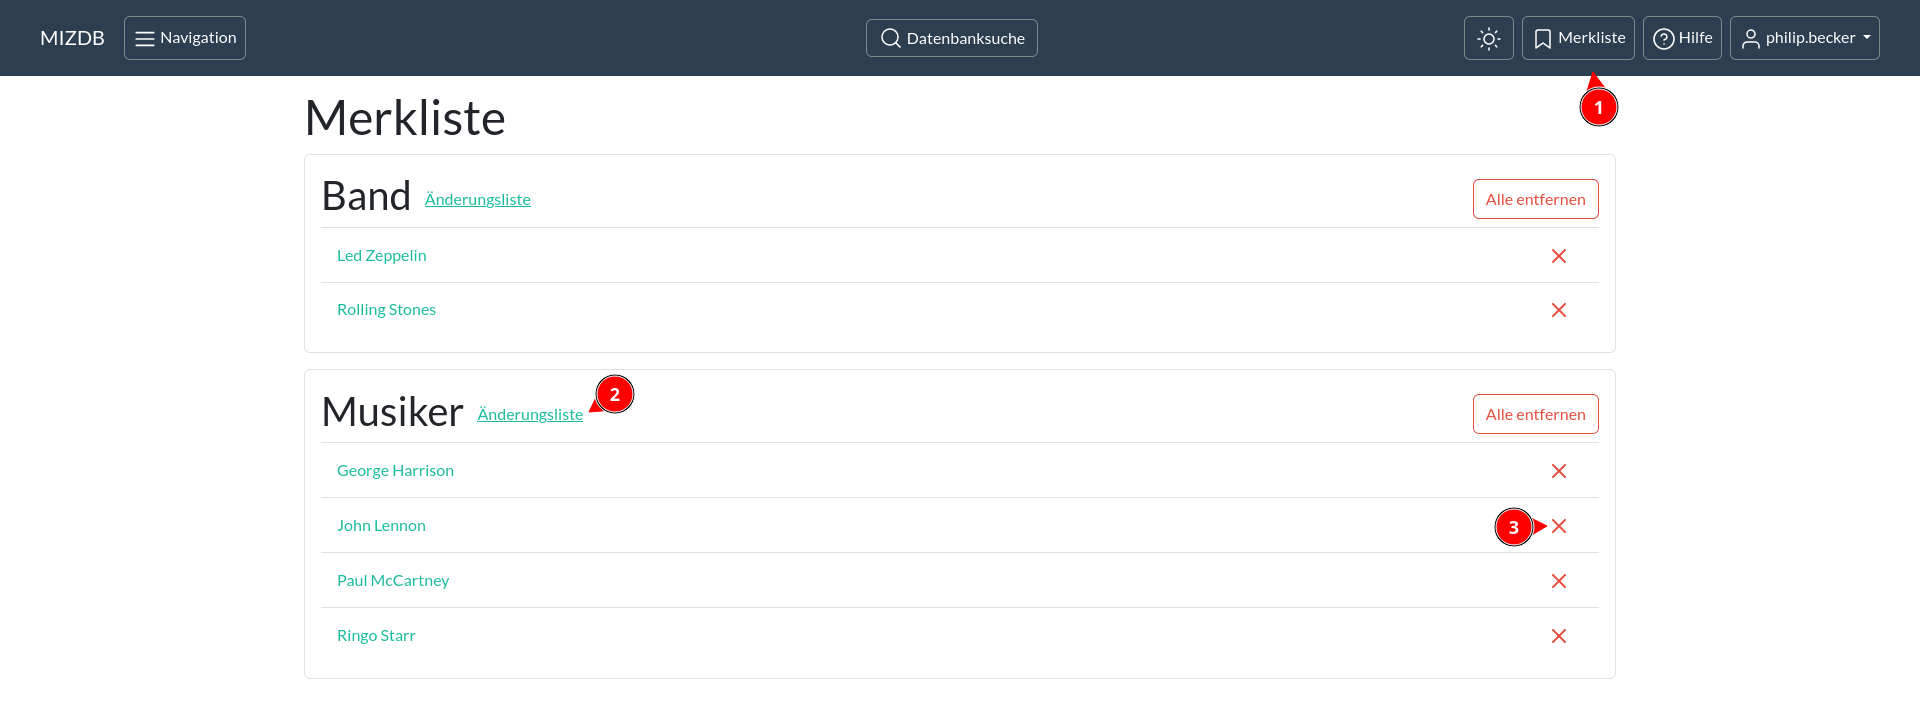 MIZDB Navigation Datenbanksuche Merkliste Hilfe philip.becker
1
Merkliste
Band Änderungsliste Alle entfernen
Led Zeppelin
Rolling Stones
2
Musiker Änderungsliste Alle entfernen
George Harrison
John Lennon 3
Paul McCartney
Ringo Starr